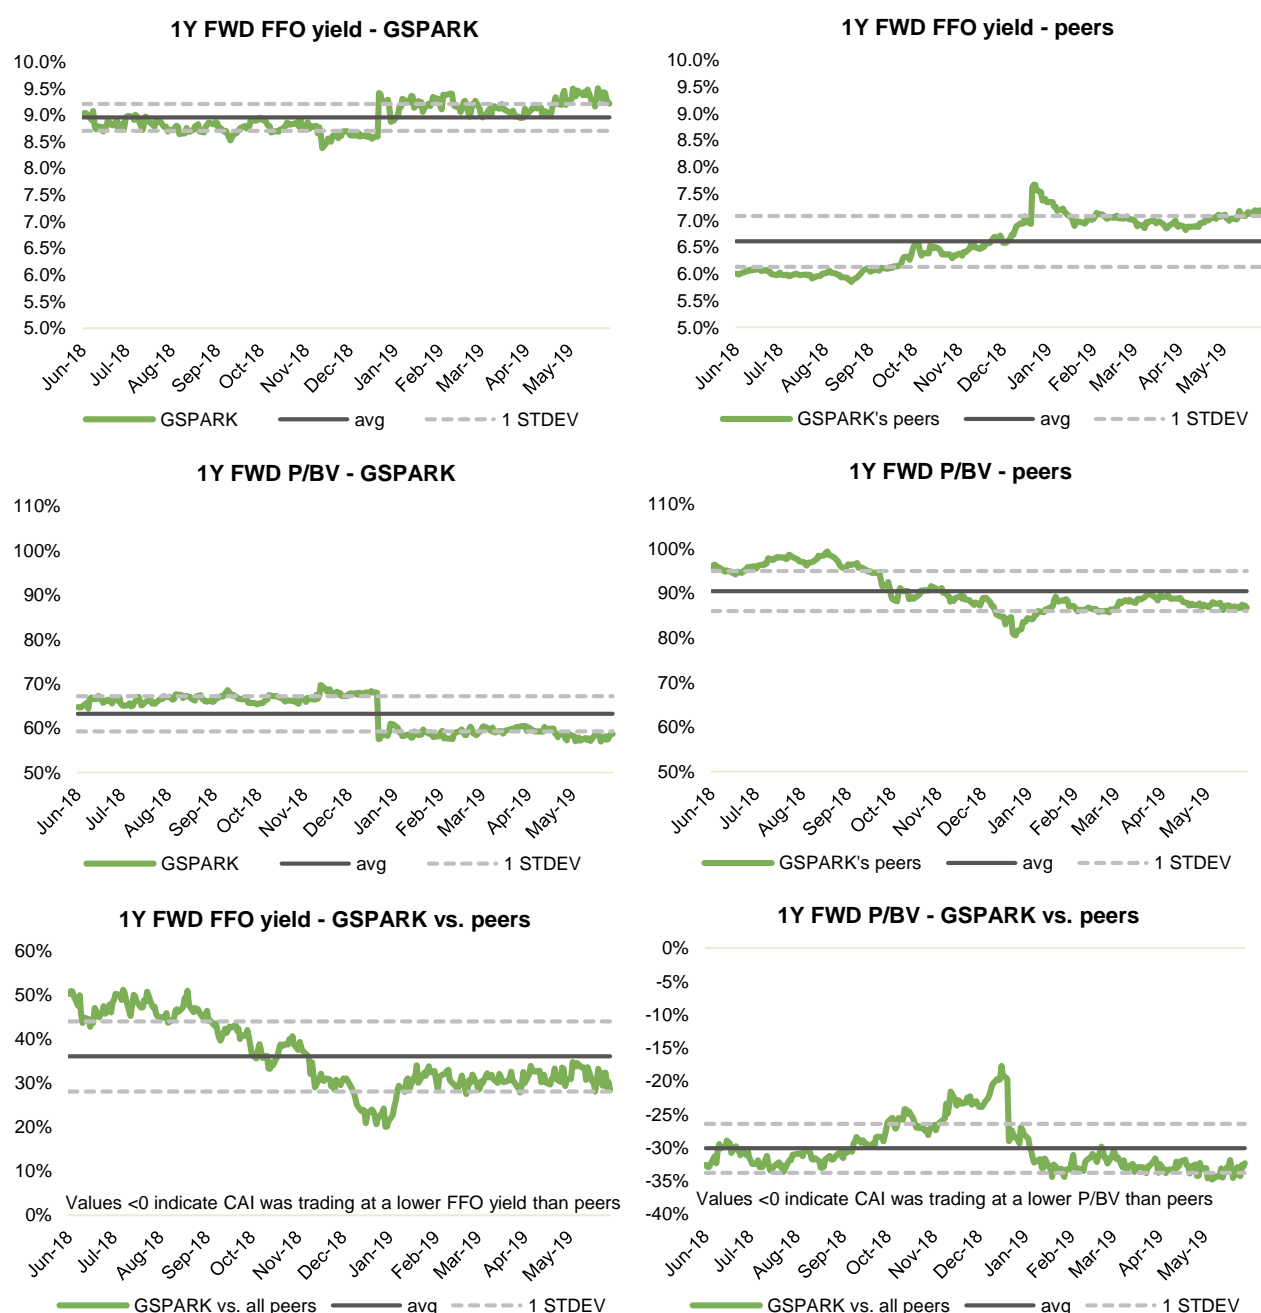 1Y FWD FFO yield - GSPARK
10.0%
9.5%
9.0%
8.5%
8.0%
7.5%
7.0%
6.5%
6.0%
5.5%
5.0%
Jun-18 Jul-18 Aug-18 Sep-18 Oct-18 Nov-18 Dec-18 Jan-19 Feb-19 Mar-19 Apr-19 May-19
GSPARK avg 1 STDEV
1Y FWD FFO yield - peers
10.0%
9.5%
9.0%
8.5%
8.0%
7.5%
7.0%
6.5%
6.0%
5.5%
5.0%
Jun-18 Jul-18 Aug-18 Sep-18 Oct-18 Nov-18 Dec-18 Jan-19 Feb-19 Mar-19 Apr-19 May-19
GSPARK's peers avg 1 STDEV
1Y FWD P/BV - GSPARK
110%
100%
90%
80%
70%
60%
50%
Jun-18 Jul-18 Aug-18 Sep-18 Oct-18 Nov-18 Dec-18 Jan-19 Feb-19 Mar-19 Apr-19 May-19
GSPARK avg 1 STDEV
1Y FWD P/BV - peers
110%
100%
90%
80%
70%
60%
50%
Jun-18 Jul-18 Aug-18 Sep-18 Oct-18 Nov-18 Dec-18 Jan-19 Feb-19 Mar-19 Apr-19 May-19
GSPARK's peers avg 1 STDEV
1Y FWD FFO yield - GSPARK vs. peers
60%
50%
40%
30%
20%
10%
0%
Values <0 indicate CAI was trading at a lower FFO yield than peers
Jun-18 Jul-18 Aug-18 Sep-18 Oct-18 Nov-18 Dec-18 Jan-19 Feb-19 Mar-19 Apr-19 May-19
GSPARK vs. all peers avg 1 STDEV
1Y FWD P/BV - GSPARK vs. peers
0%
-5%
-10%
-15%
-20%
-25%
-30%
-35%
-40%
Values <0 indicate CAI was trading at a lower P/BV than peers
Jun-18 Jul-18 Aug-18 Sep-18 Oct-18 Nov-18 Dec-18 Jan-19 Feb-19 Mar-19 Apr-19 May-19
GSPARK vs. all peers avg 1 STDEV